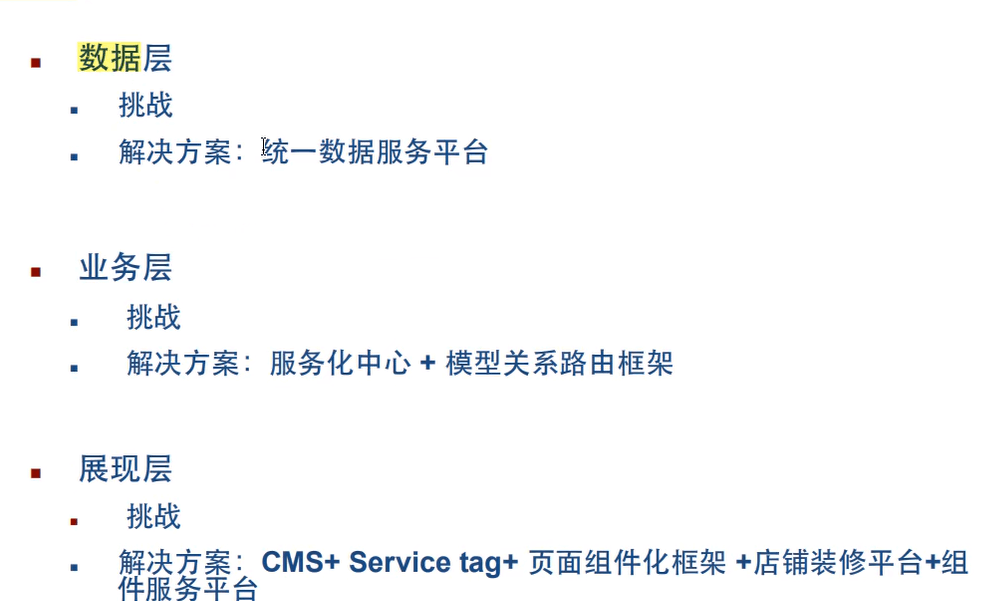 数据层
挑战
解决方案：统一数据服务平台
业务层
挑战
解决方案：服务化中心 + 模型关系路由框架
展现层
挑战
解决方案：CMS+ Service tag+ 页面组件化框架 +店铺装修平台+组
件服务平台